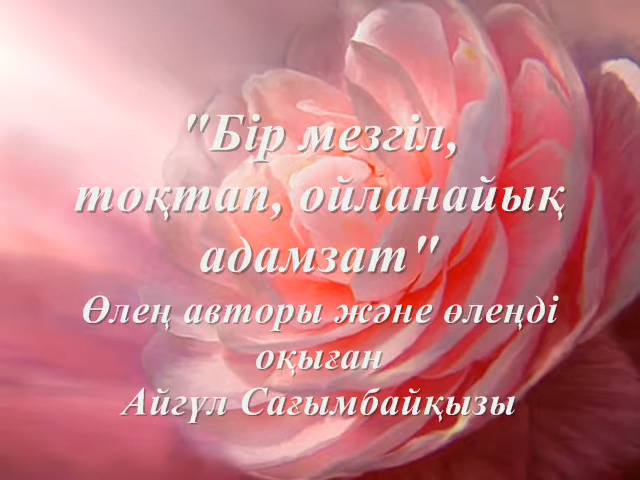 "Бір мезгіл,
тоқтап, ойланайық
адамзат"
Өлең авторы және өлеңді
оқыған
Айгүл Сағымбайқызы